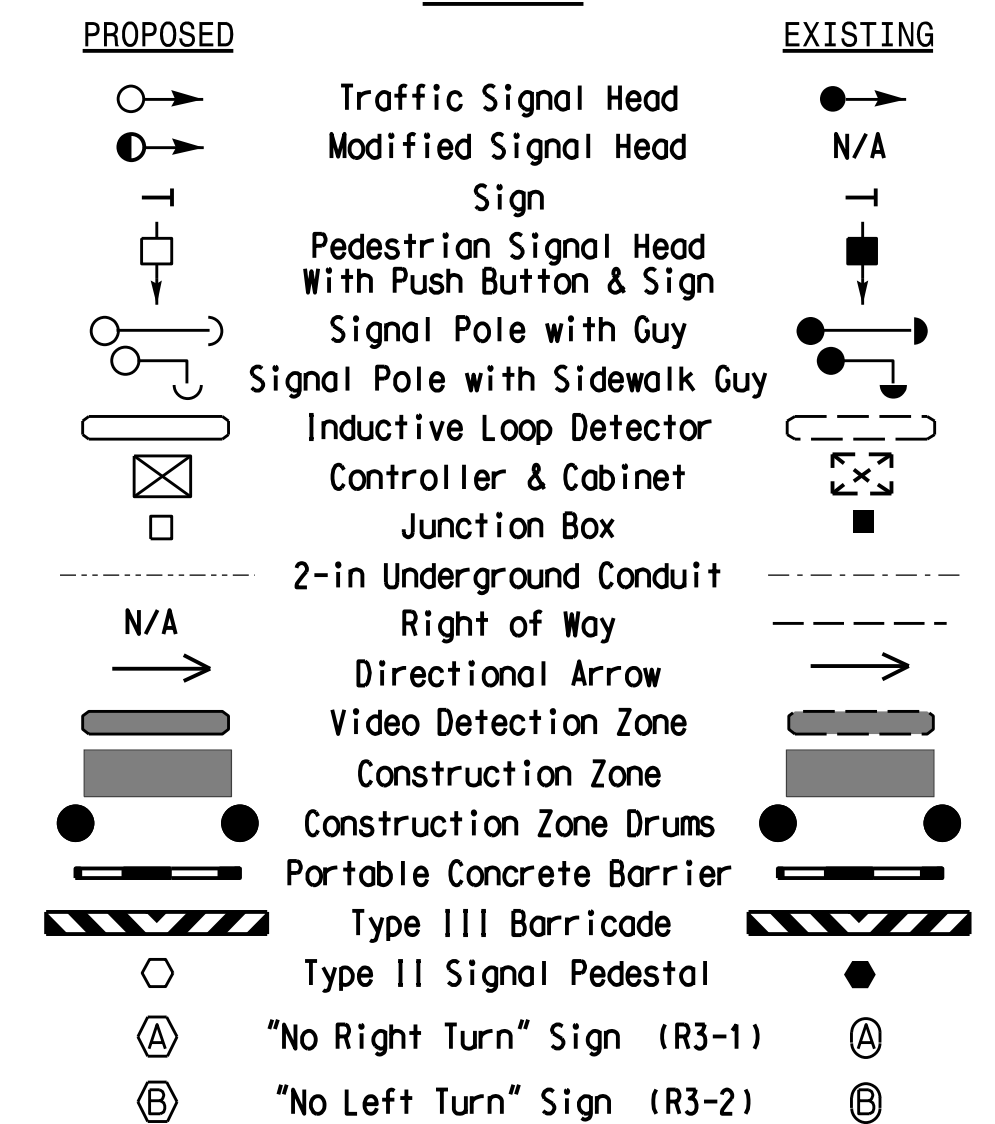 PROPOSED EXISTING
Traffic Signal Head
Modified Signal Head N/A
Sign
Pedestrian Signal Head
With Push Button & Sign
Signal Pole with Guy
Signal Pole with Sidewalk Guy
Inductive Loop Detector
Controller & Cabinet
Junction Box
2-in Underground Conduit
N/A Right of Way
Directional Arrow
Video Detection Zone
Construction Zone
Construction Zone Drums
Portable Concrete Barrier
Type III Barricade
Type II Signal Pedestal
A "No Right Turn" Sign (R3-1) A
B "No Left Turn" Sign (R3-2) B